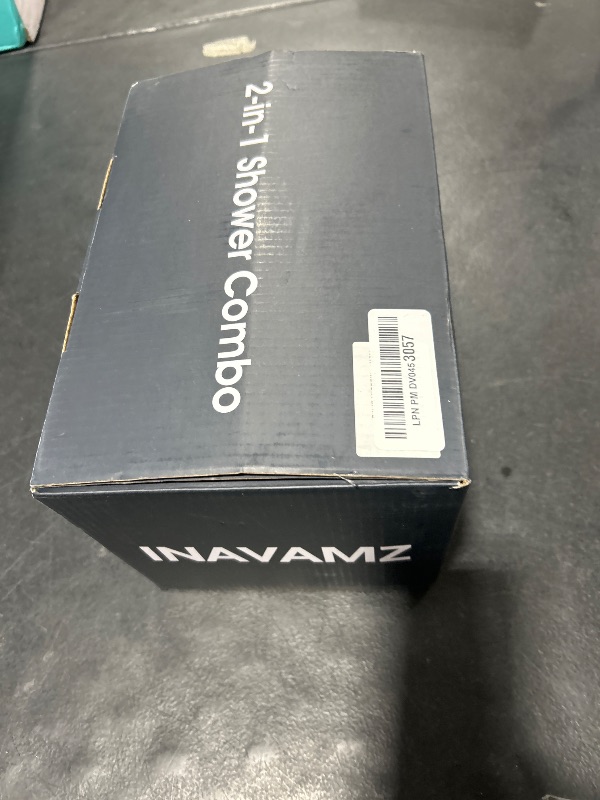 2-in-1 Shower Combo
LPN PM DV0453057
INAVAMZ